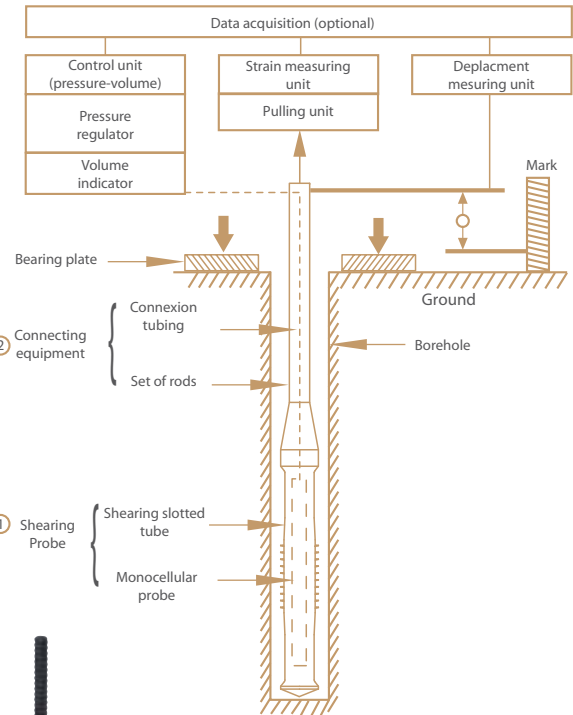 Data acquisition (optional)
Control unit
(pressure-volume)
Strain measuring
unit
Deplacment
mesuring unit
Pressure
regulator
Pulling unit
Volume
indicator
Mark
Bearing plate
Ground
Connexion
tubing
2 Connecting
equipment
Borehole
Set of rods
1 Shearing
Probe
Shearing slotted
tube
Monocellular
probe